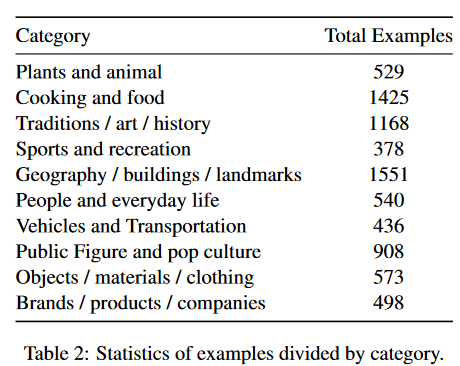 Category Total Examples
Plants and animal 529
Cooking and food 1425
Traditions / art / history 1168
Sports and recreation 378
Geography / buildings / landmarks 1551
People and everyday life 540
Vehicles and Transportation 436
Public Figure and pop culture 908
Objects / materials / clothing 573
Brands / products / companies 498
Table 2: Statistics of examples divided by category.